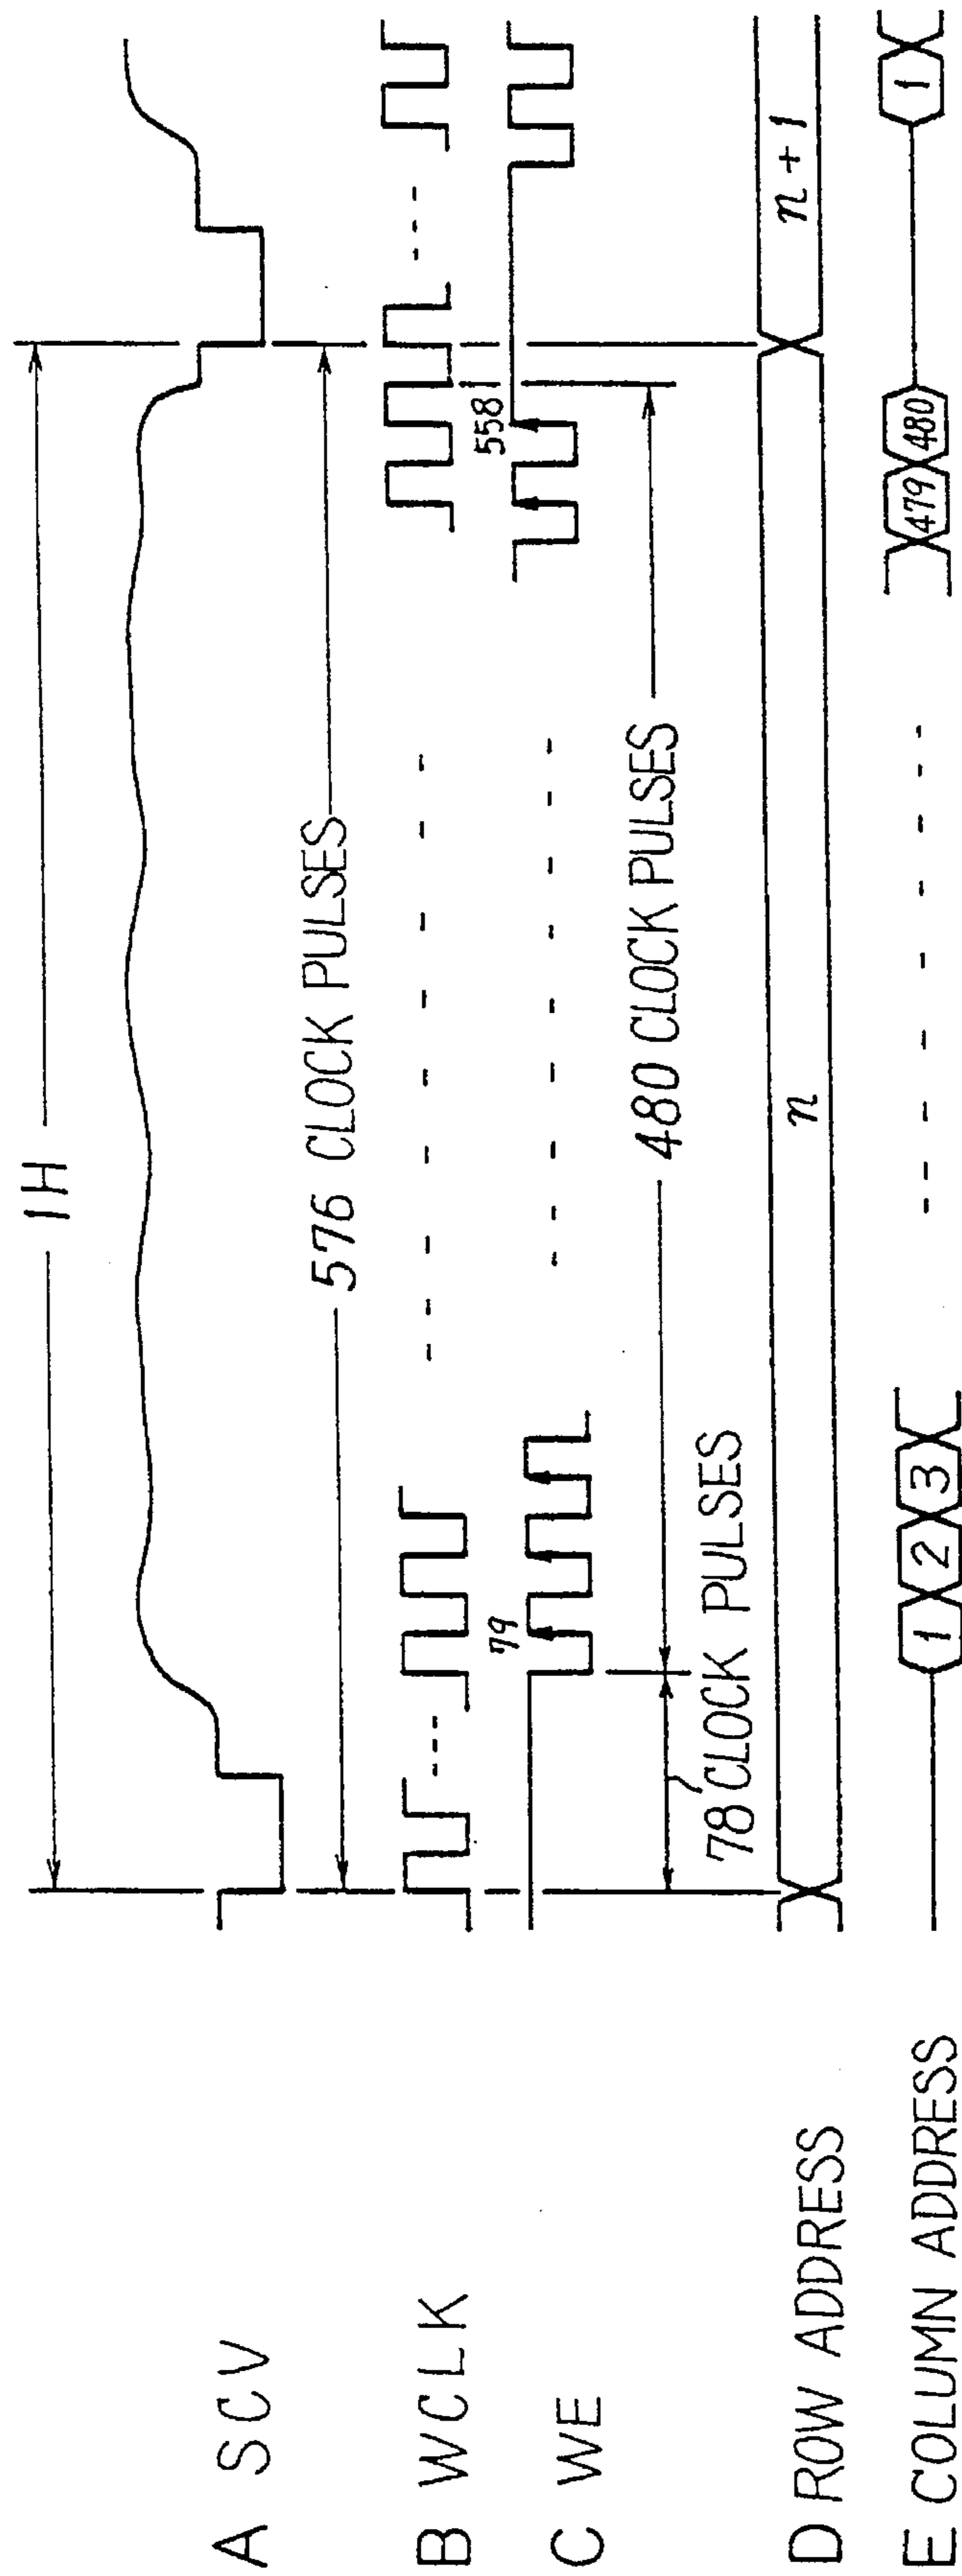 1H
A SCV
576 CLOCK PULSES
B WCLK
79
558
C WE
480 CLOCK PULSES
78 CLOCK PULSES
D ROW ADDRESS
n
n+1
E COLUMN ADDRESS
1 2 3
479 480
1